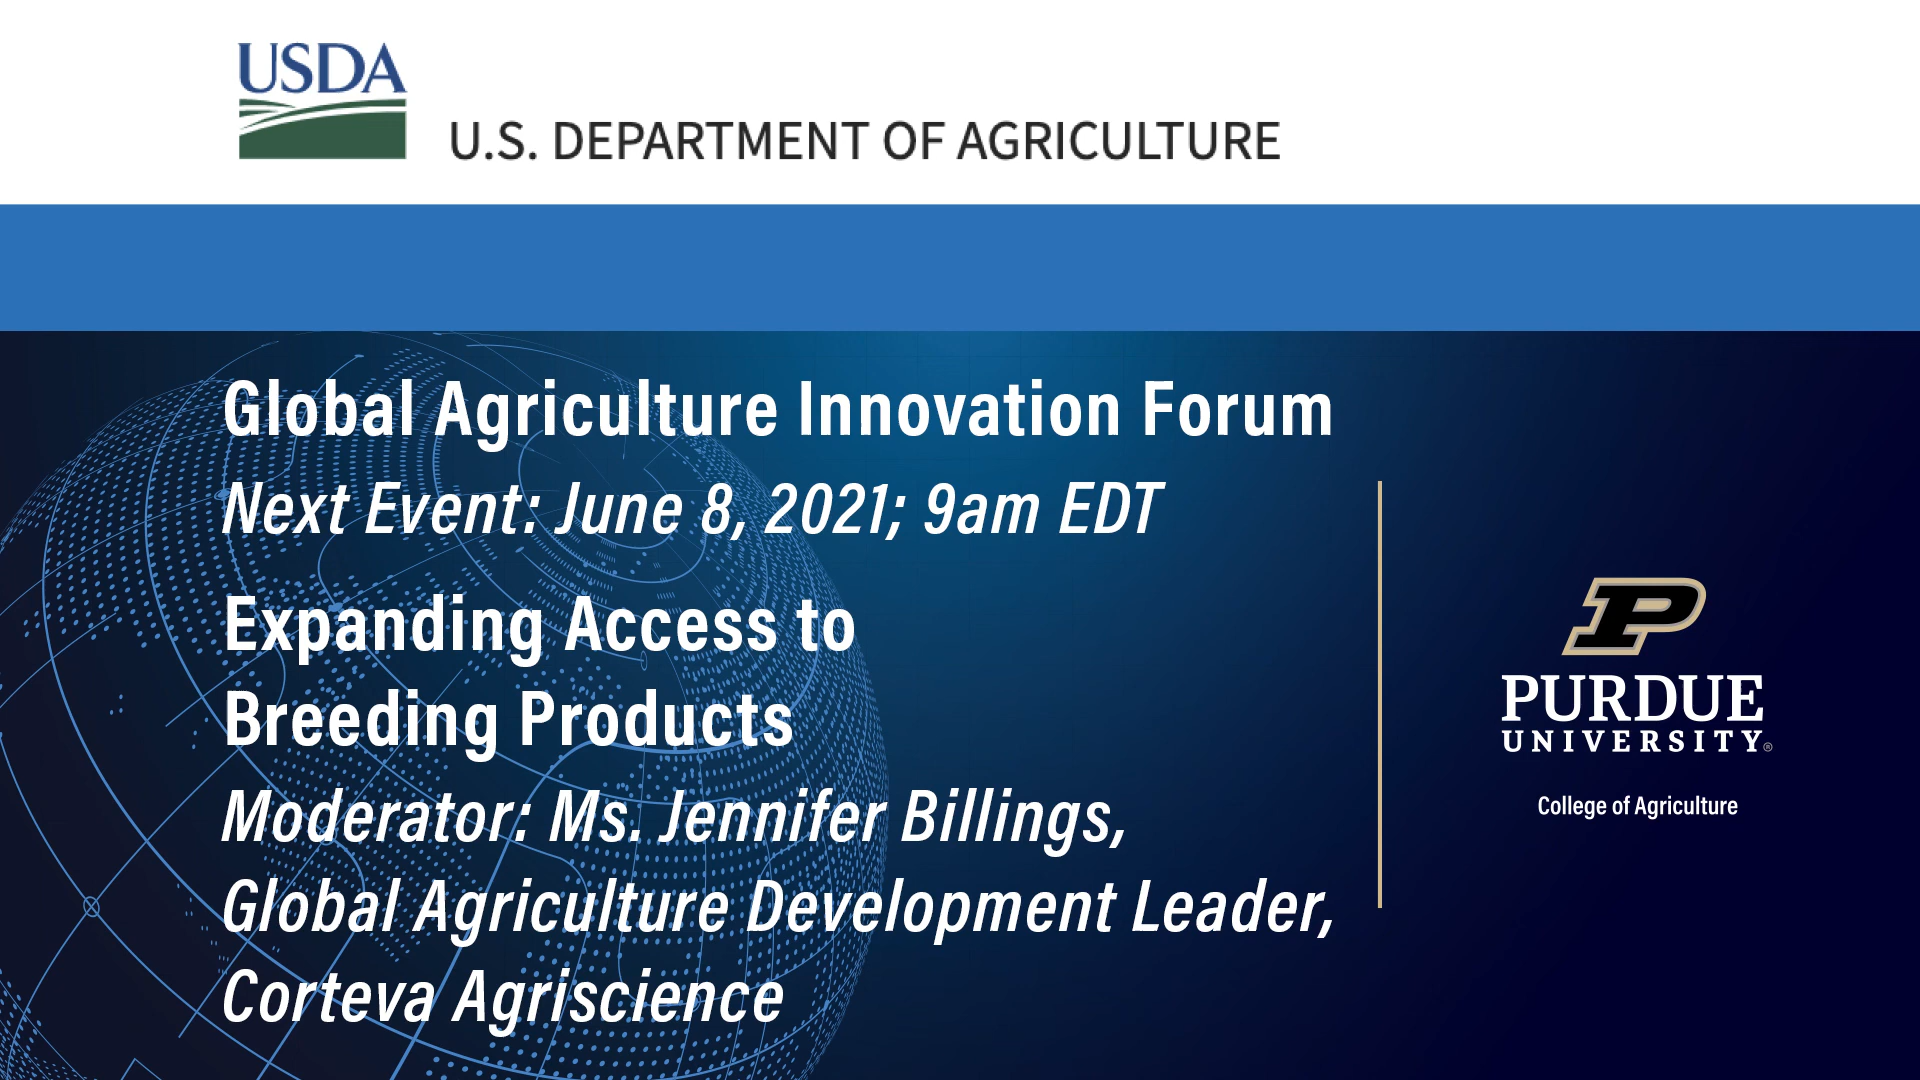 USDA
U.S. DEPARTMENT OF AGRICULTURE
Global Agriculture Innovation Forum
Next Event: June 8, 2021; 9am EDT
Expanding Access to
Breeding Products
Moderator: Ms. Jennifer Billings,
Global Agriculture Development Leader,
Corteva Agriscience
P
PURDUE
UNIVERSITY®
College of Agriculture